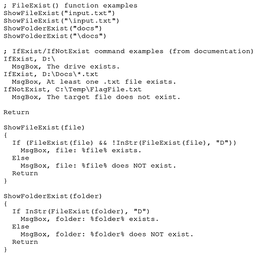 ; FileExist() function examples
ShowFileExist("input.txt")
ShowFileExist("\input.txt")
ShowFolderExist("docs")
ShowFolderExist("\docs")
; IfExist/IfNotExist command examples (from documentation)
IfExist, D:\
MsgBox, The drive exists.
IfExist, D:\Docs\*.txt
MsgBox, At least one .txt file exists.
IfNotExist, C:\Temp\FlagFile.txt
MsgBox, The target file does not exist.
Return
ShowFileExist(file)
{
If (FileExist(file) && !InStr(FileExist(file), "D"))
MsgBox, file: %file% exists.
Else
MsgBox, file: %file% does NOT exist.
Return
}
ShowFolderExist(folder)
{
If InStr(FileExist(folder), "D")
MsgBox, folder: %folder% exists.
Else
MsgBox, folder: %folder% does NOT exist.
Return
}